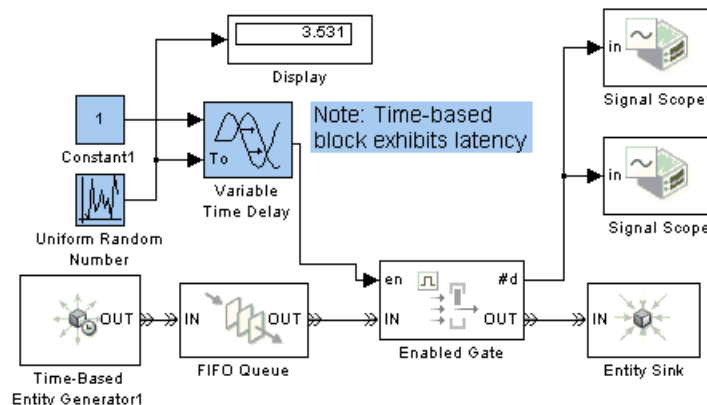 3.531
Display
in
Signal Scope1
1
Constant1
To
Variable
Time Delay
Note: Time-based
block exhibits latency
in
Signal Scope
Uniform Random
Number
en
#d
OUT
IN
OUT
IN
OUT
IN
Time-Based
Entity Generator1
FIFO Queue
Enabled Gate
Entity Sink